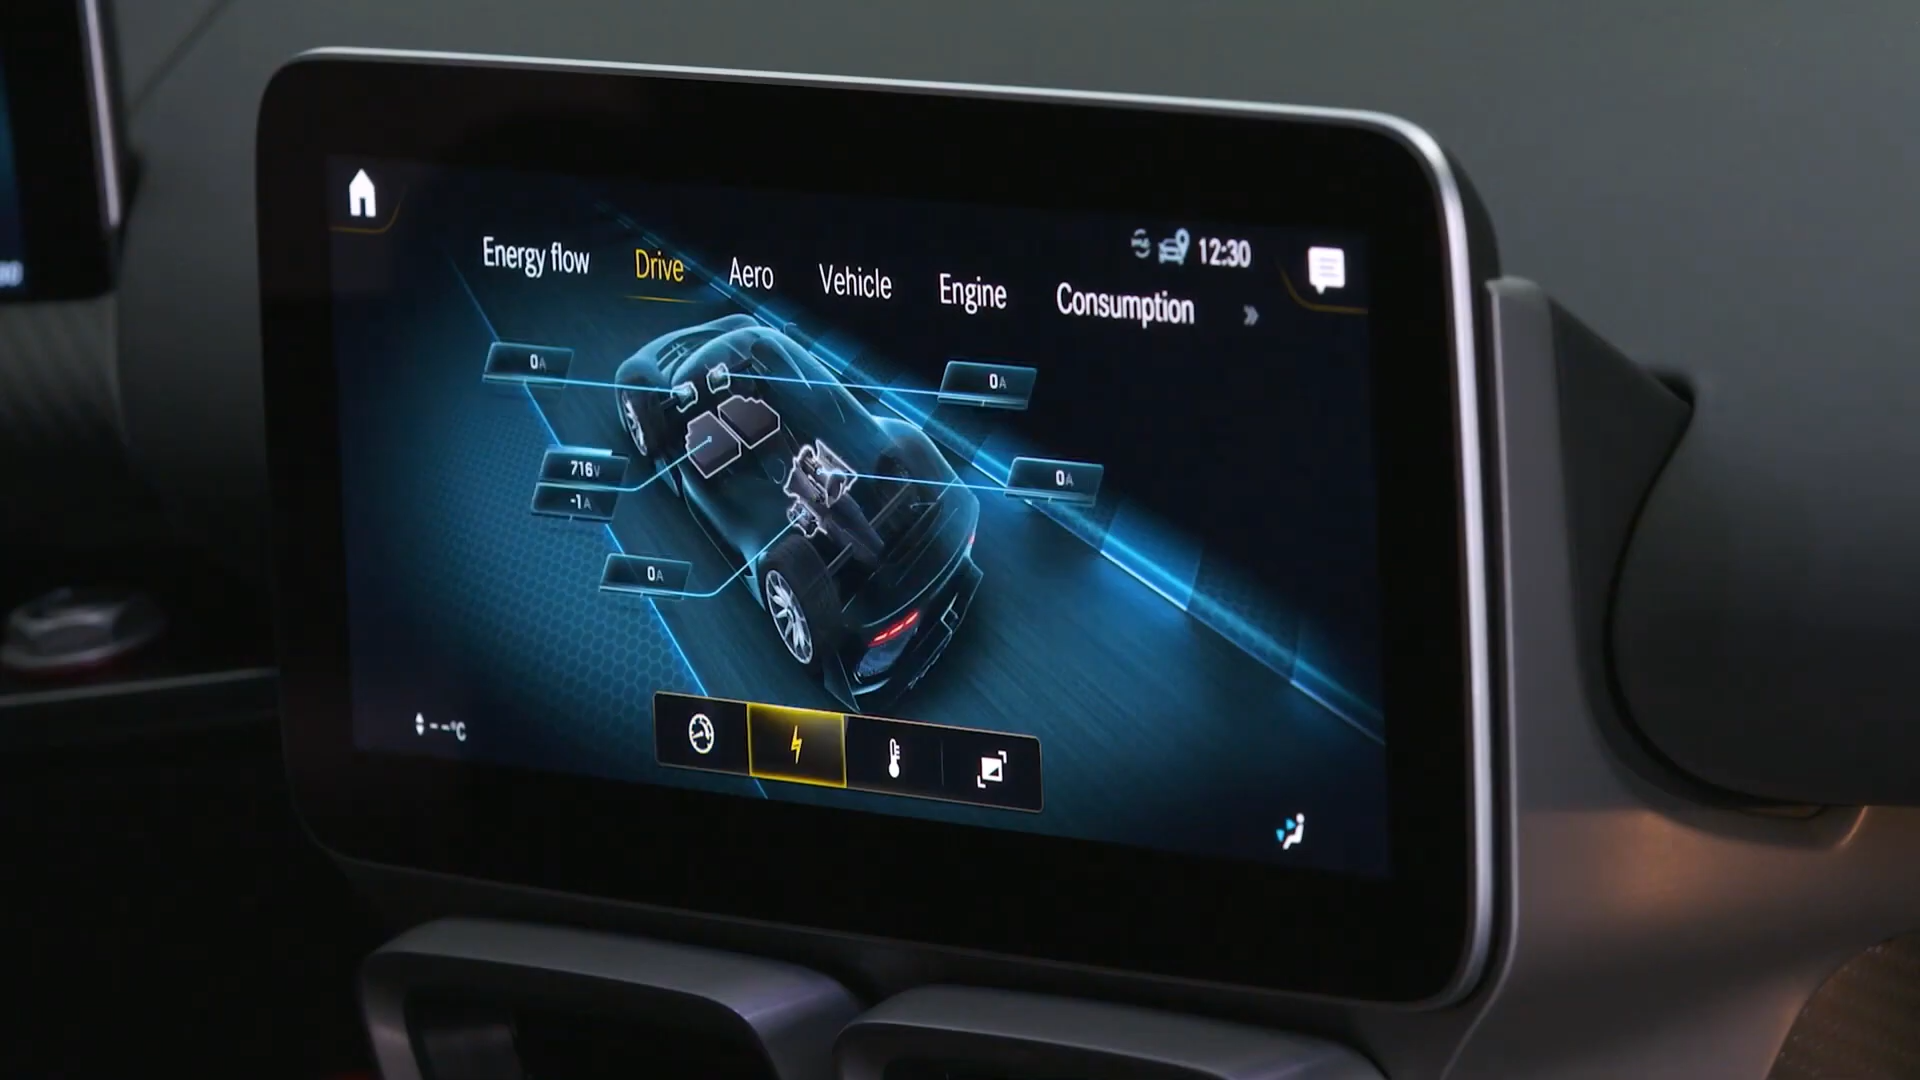 12:30
Energy flow Drive Aero Vehicle Engine Consumption »
0A
0A
716V
-1A
0A
0A
--°C